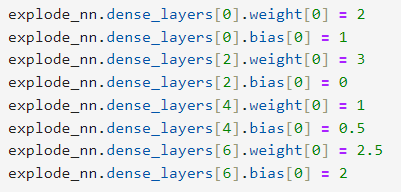 explode_nn.dense_layers[0].weight[0] = 2
explode_nn.dense_layers[0].bias[0] = 1
explode_nn.dense_layers[2].weight[0] = 3
explode_nn.dense_layers[2].bias[0] = 0
explode_nn.dense_layers[4].weight[0] = 1
explode_nn.dense_layers[4].bias[0] = 0.5
explode_nn.dense_layers[6].weight[0] = 2.5
explode_nn.dense_layers[6].bias[0] = 2